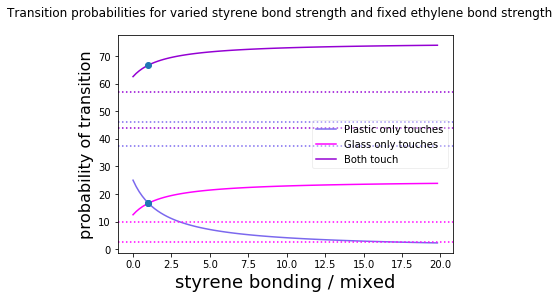 Transition probabilities for varied styrene bond strength and fixed ethylene bond strength
probability of transition
70
60
50
40
30
20
10
0
Plastic only touches
Glass only touches
Both touch
0.0 2.5 5.0 7.5 10.0 12.5 15.0 17.5 20.0
styrene bonding / mixed